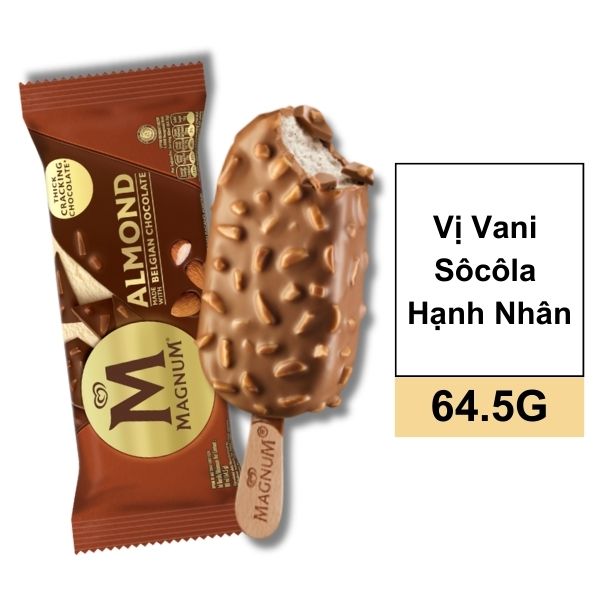 THICK
CRACKING
CHOCOLATE*
ALMOND
MADE WITH BELGIAN CHOCOLATE
M
MAGNUM®
MAGNUM®
Vị Vani
Sôcôla
Hạnh Nhân
64.5G